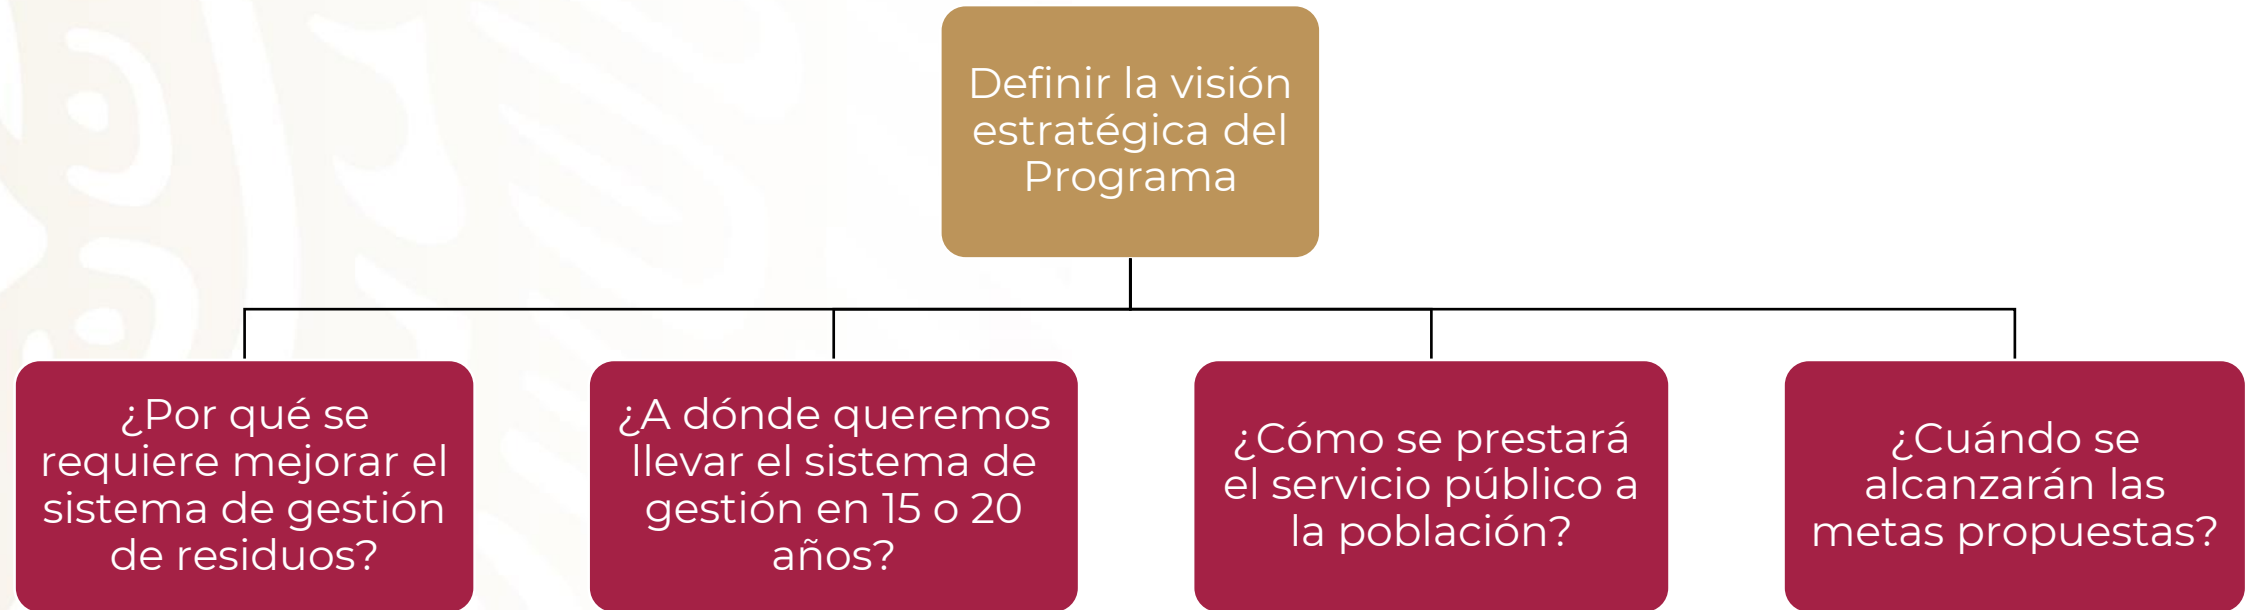 Definir la visión
estratégica del
Programa
¿Por qué se
requiere mejorar el
sistema de gestión
de residuos?
¿A dónde queremos
llevar el sistema de
gestión en 15 o 20
años?
¿Cómo se prestará
el servicio público a
la población?
¿Cuándo se
alcanzarán las
metas propuestas?